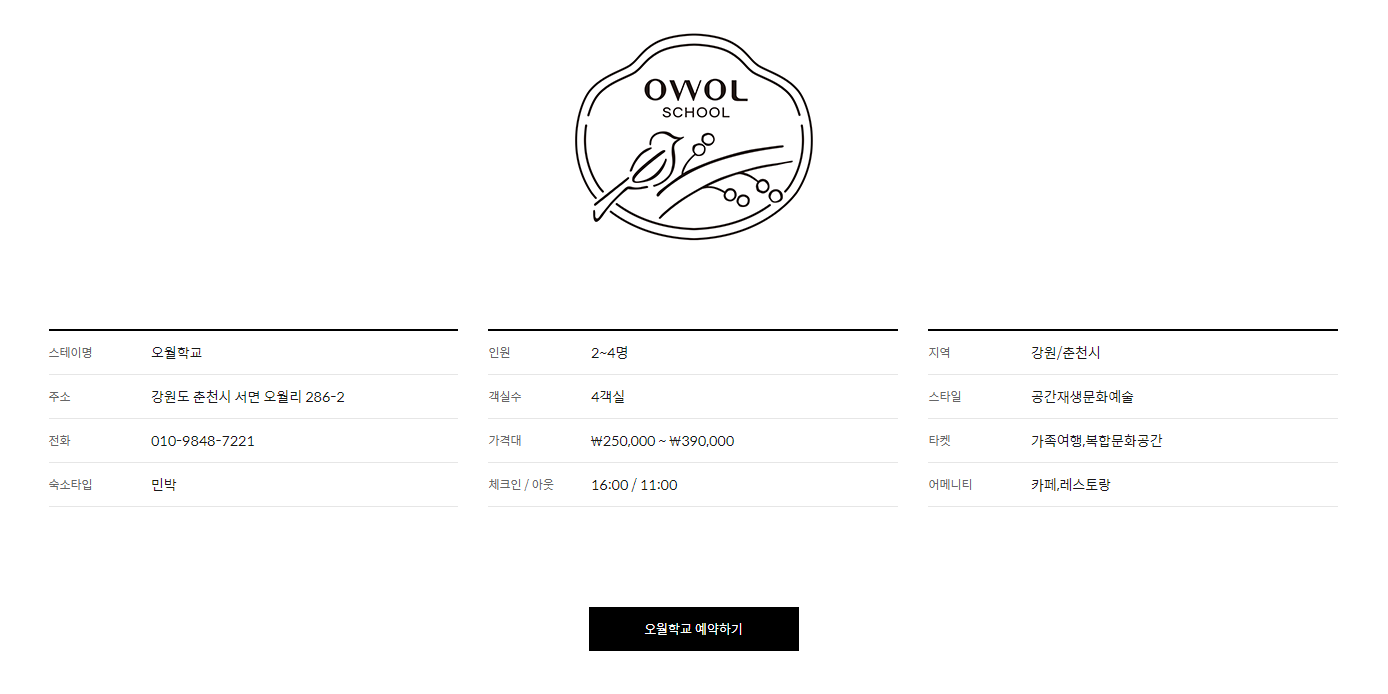 OWOL
SCHOOL
스테이명 오월학교
주소 강원도 춘천시 서면 오월리 286-2
전화 010-9848-7221
숙소타입 민박
인원 2~4명
객실수 4객실
가격대 ₩250,000 ~ ₩390,000
체크인 / 아웃 16:00 / 11:00
지역 강원/춘천시
스타일 공간재생문화예술
타켓 가족여행,복합문화공간
어메니티 카페,레스토랑
오월학교 예약하기